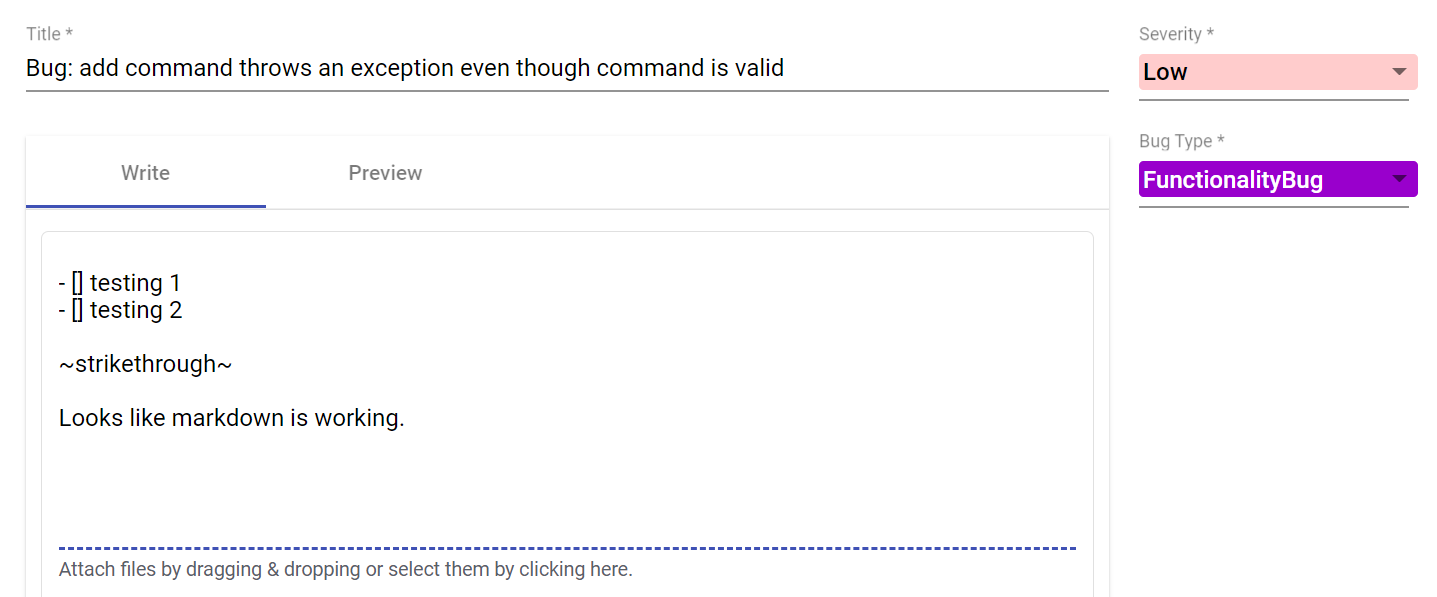 Title *
Bug: add command throws an exception even though command is valid
Severity *
Low
Bug Type *
FunctionalityBug
Write Preview
- [] testing 1
- [] testing 2
~strikethrough~
Looks like markdown is working.
Attach files by dragging & dropping or select them by clicking here.